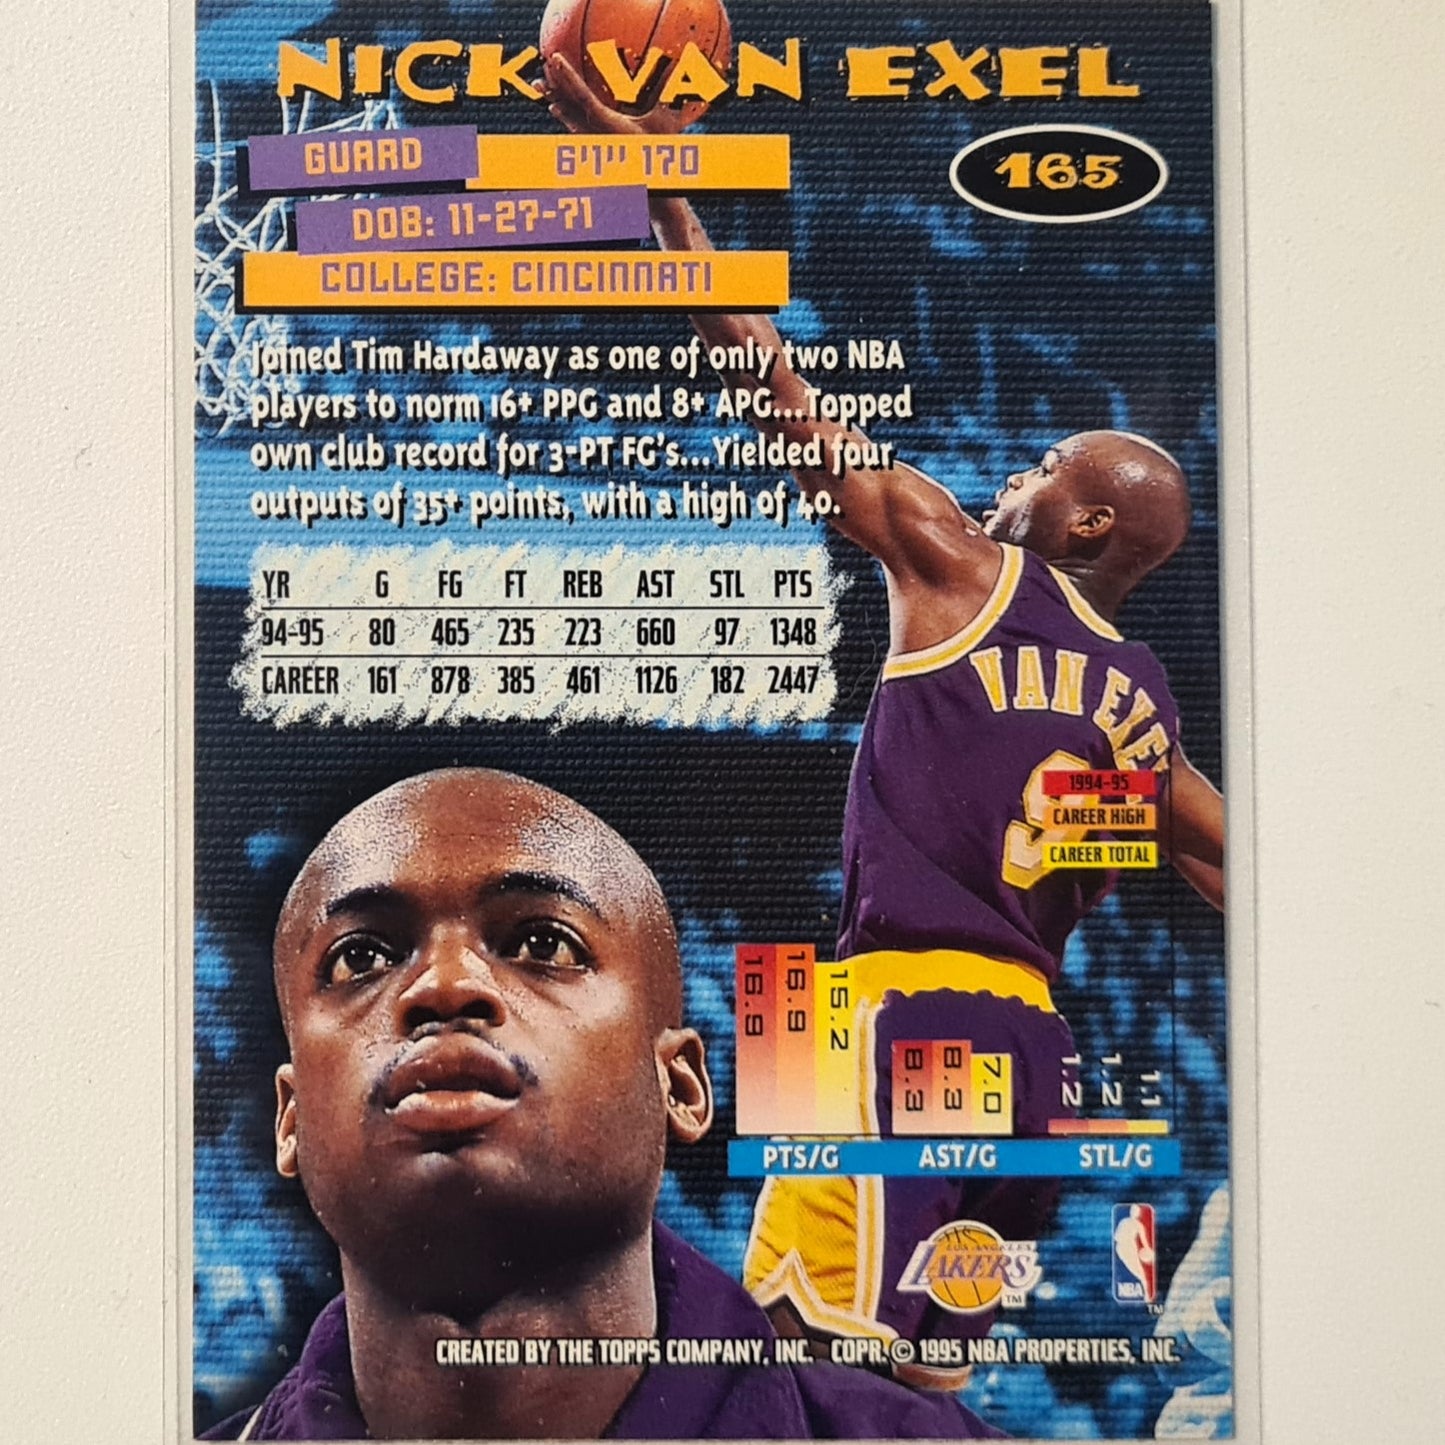 NICK VAN EXEL
165
GUARD 6'1" 170
DOB: 11-27-71
COLLEGE: CINCINNATI
Joined Tim Hardaway as one of only two NBA
players to norm 16+ PPG and 8+ APG...Topped
own club record for 3-PT FG's...Yielded four
outputs of 35+ points, with a high of 40.
YR G FG FT REB AST STL PTS
94-95 80 465 235 223 660 97 1348
CAREER 161 878 385 461 1126 182 2447
VAN EXEL
9
1994-95
CAREER HIGH
CAREER TOTAL
16.9 16.9 15.2
8.3 8.3 7.0
1.2 1.2 1.1
PTS/G AST/G STL/G
LOS ANGELES
LAKERS
TM
NBA
TM
CREATED BY THE TOPPS COMPANY, INC. COPR. © 1995 NBA PROPERTIES, INC.